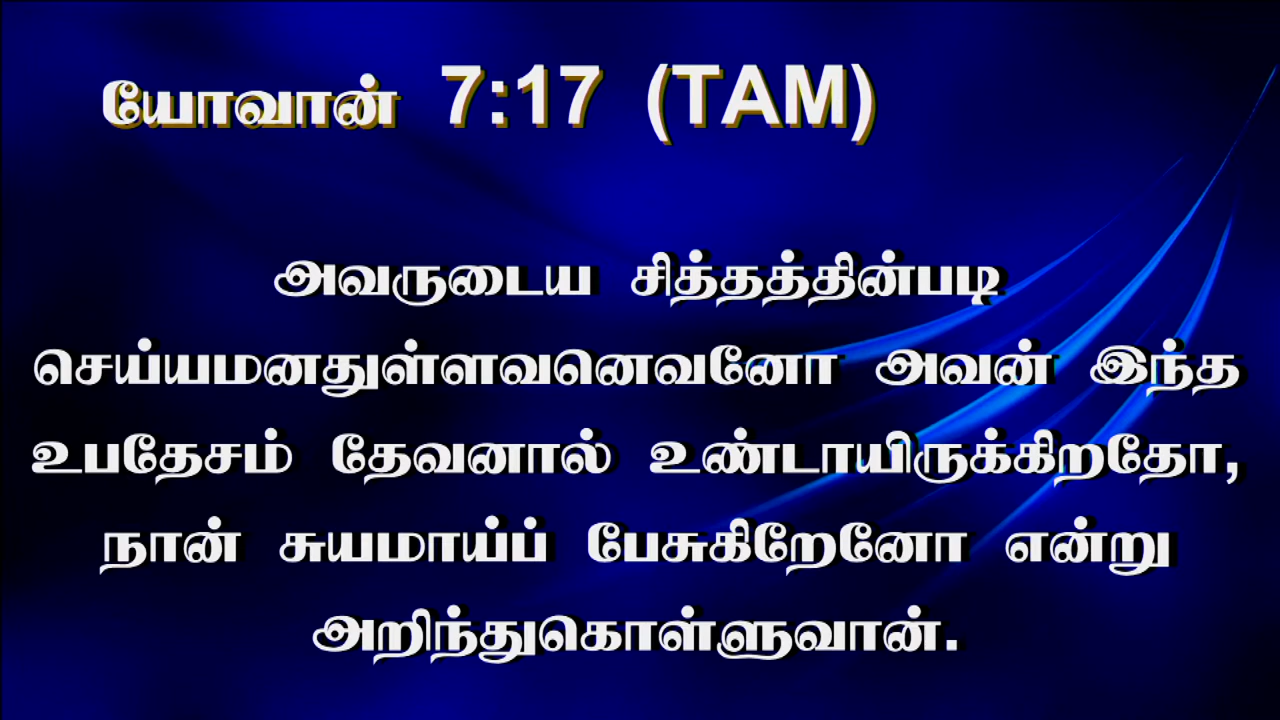 யோவான் 7:17 (TAM)
அவருடைய சித்தத்தின்படி
செய்யமனதுள்ளவனெவனோ அவன் இந்த
உபதேசம் தேவனால் உண்டாயிருக்கிறதோ,
நான் சுயமாய்ப் பேசுகிறேனோ என்று
அறிந்துகொள்ளுவான்.